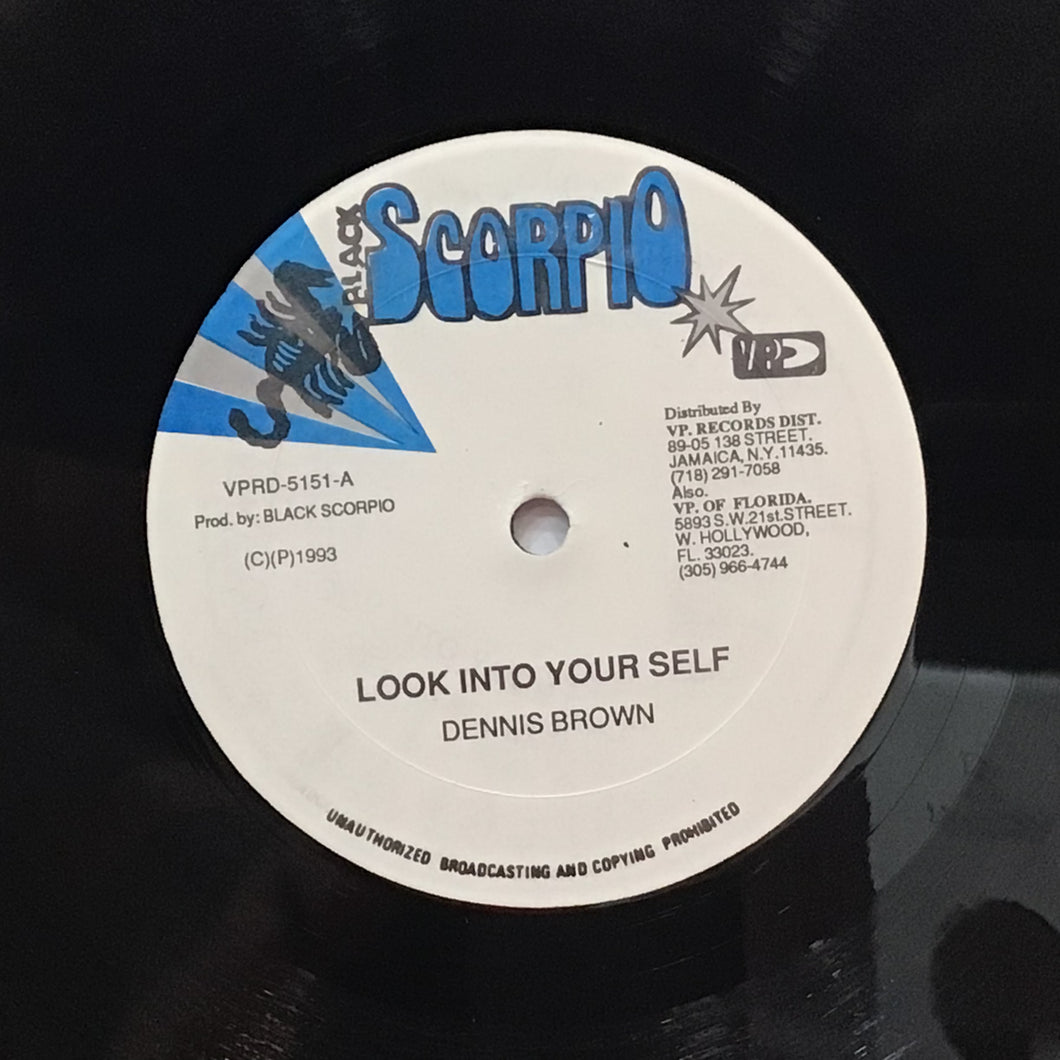 BLACK
SCORPIO
VPRD-5151-A
Prod. by: BLACK SCORPIO
(C)(P)1993
Distributed By
VP. RECORDS DIST.
89-05 138 STREET.
JAMAICA, N.Y.11435.
(718) 291-7058
Also.
VP. OF FLORIDA.
5893 S.W.21st.STREET.
W. HOLLYWOOD,
FL. 33023.
(305) 966-4744
LOOK INTO YOUR SELF
DENNIS BROWN
UNAUTHORIZED BROADCASTING AND COPYING PROHIBITED